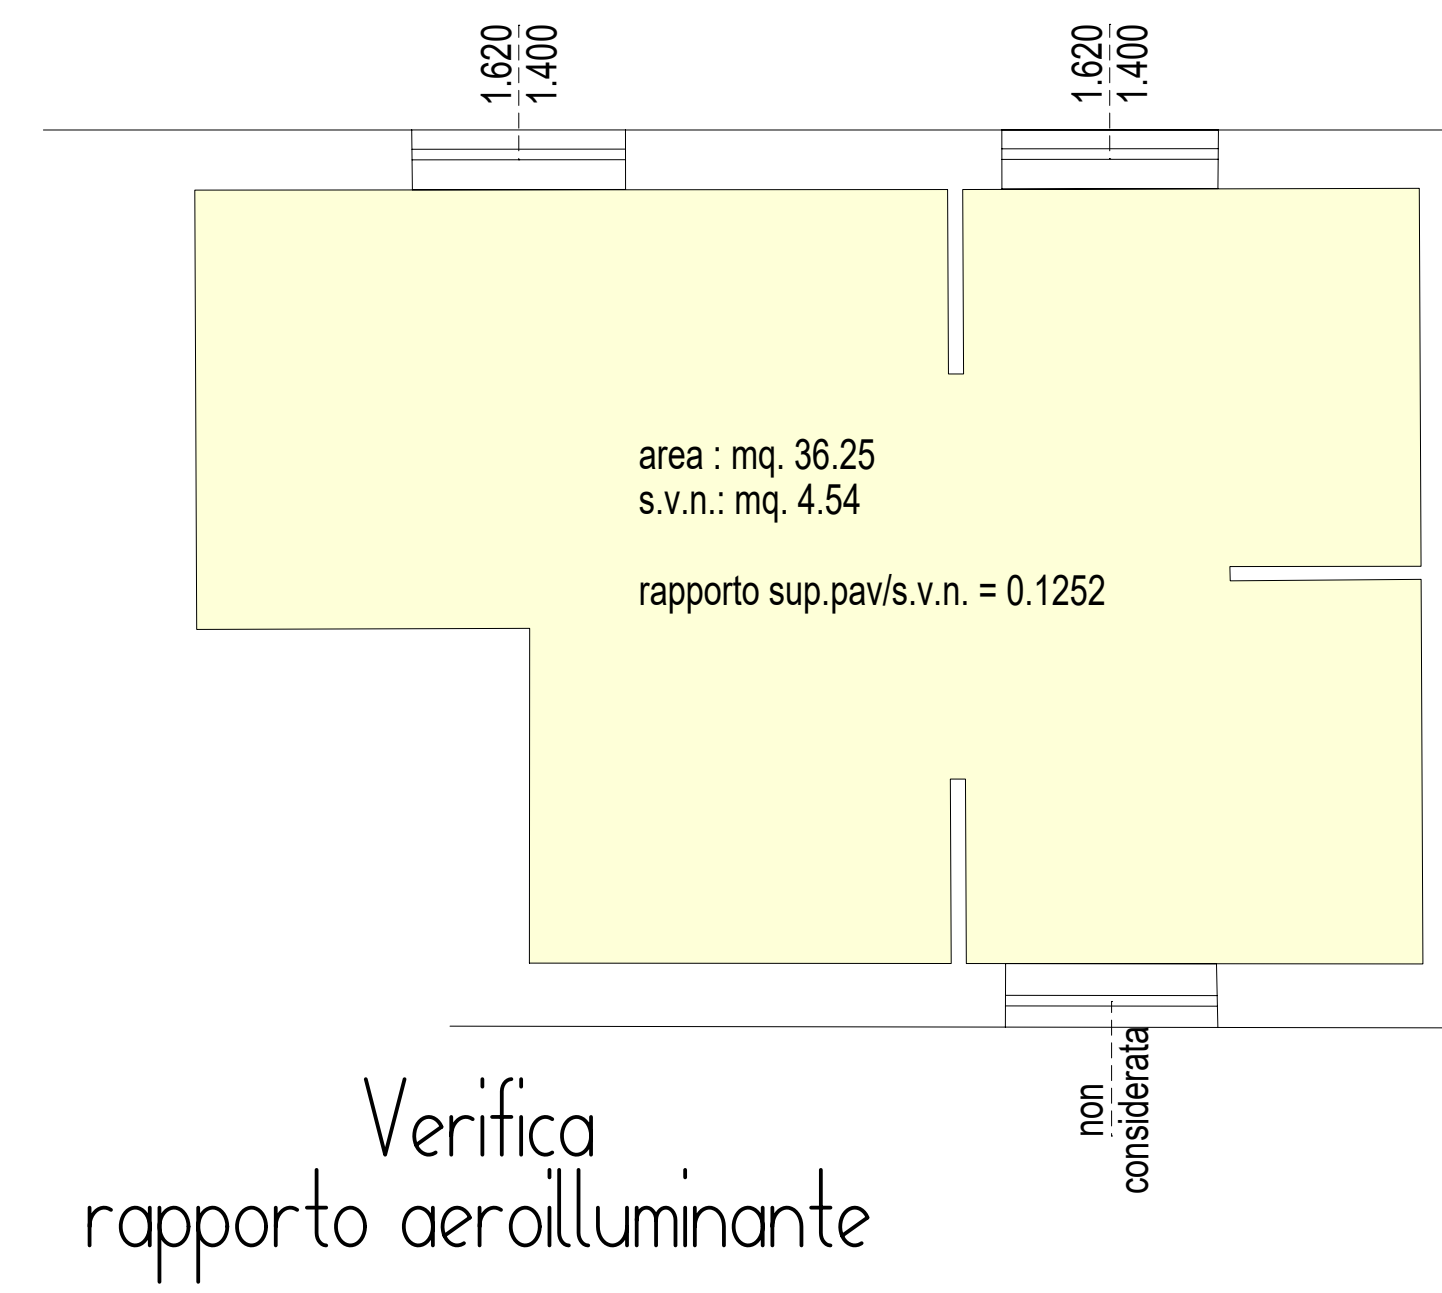 1.620
1.400
1.620
1.400
area : mq. 36.25
s.v.n.: mq. 4.54
rapporto sup.pav/s.v.n. = 0.1252
non
considerata
Verifica
rapporto aeroilluminante